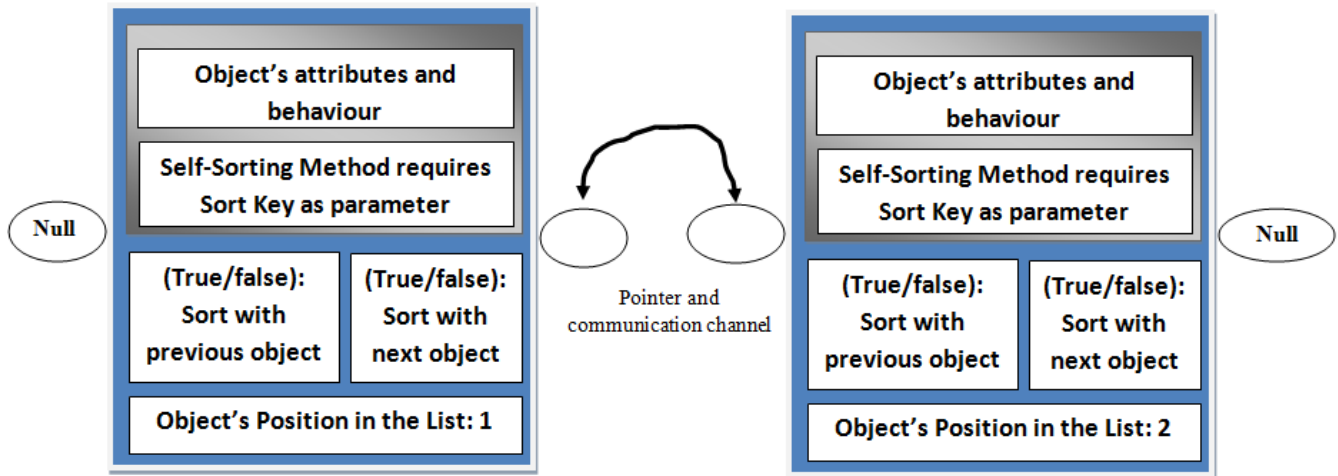 Null
Object’s attributes and
behaviour
Self-Sorting Method requires
Sort Key as parameter
(True/false):
Sort with
previous object
(True/false):
Sort with
next object
Object’s Position in the List: 1
Pointer and
communication channel
Object’s attributes and
behaviour
Self-Sorting Method requires
Sort Key as parameter
(True/false):
Sort with
previous object
(True/false):
Sort with
next object
Object’s Position in the List: 2
Null